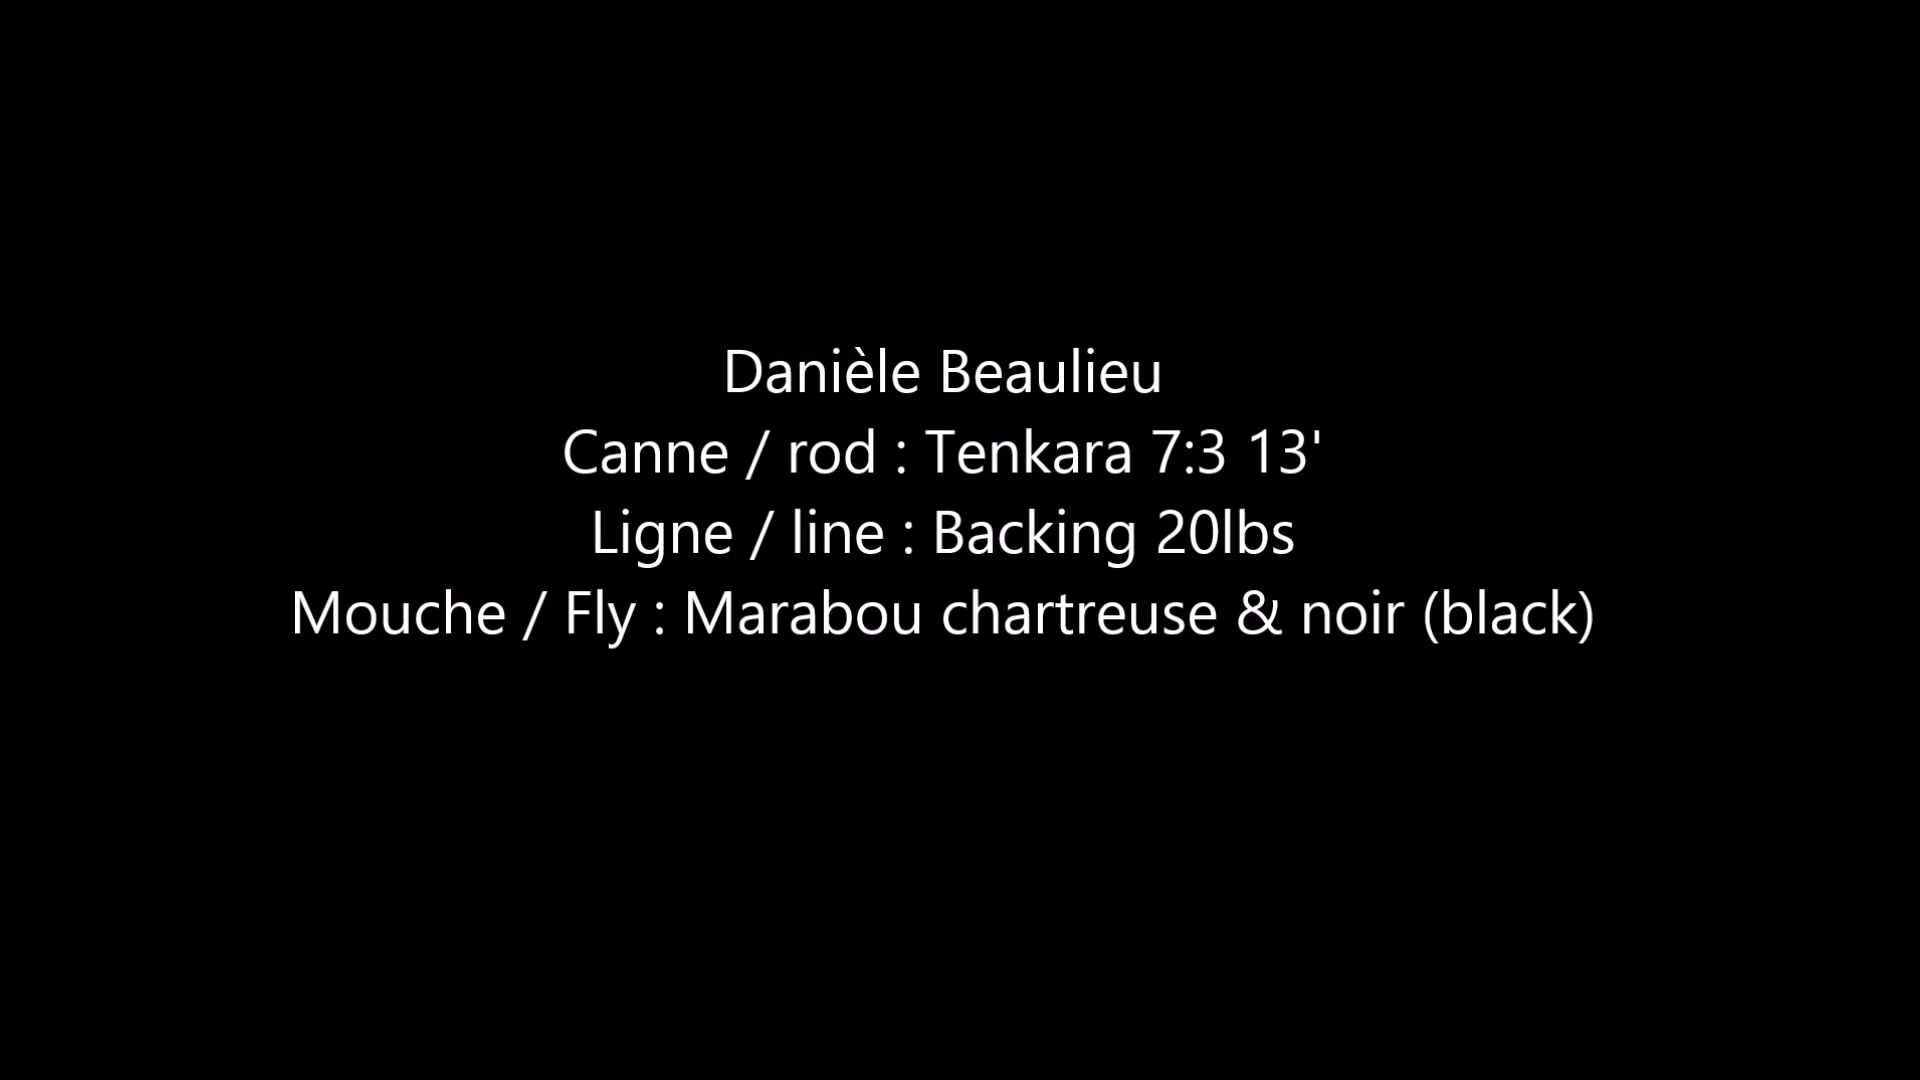 Danièle Beaulieu
Canne / rod : Tenkara 7:3 13'
Ligne / line : Backing 20lbs
Mouche / Fly : Marabou chartreuse & noir (black)